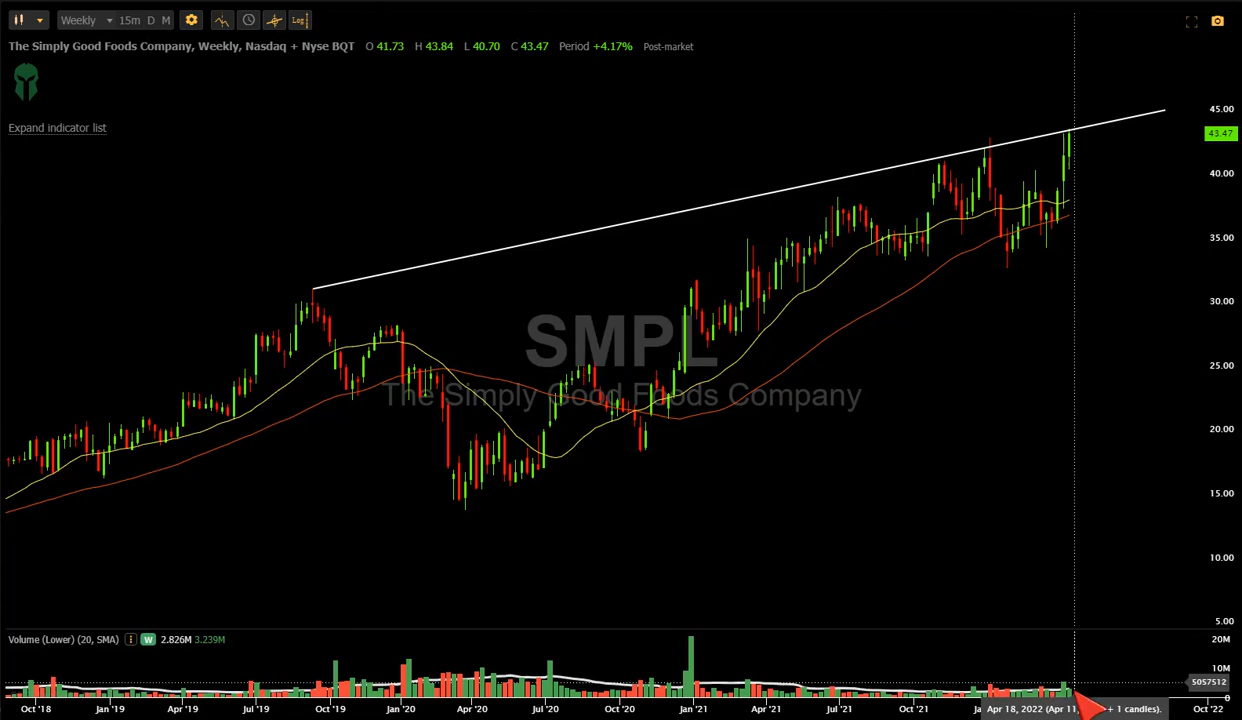 Weekly 15m D M Log
The Simply Good Foods Company, Weekly, Nasdaq + Nyse BQT O 41.73 H 43.84 L 40.70 C 43.47 Period +4.17% Post-market
Expand indicator list
45.00
43.47
40.00
35.00
30.00
25.00
20.00
15.00
10.00
5.00
SMPL
The Simply Good Foods Company
Volume (Lower) (20, SMA) W 2.826M 3.239M
20M
10M
5057512
0
Oct '18 Jan '19 Apr '19 Jul '19 Oct '19 Jan '20 Apr '20 Jul '20 Oct '20 Jan '21 Apr '21 Jul '21 Oct '21 Apr 18, 2022 (Apr 11, + 1 candles). Oct '22